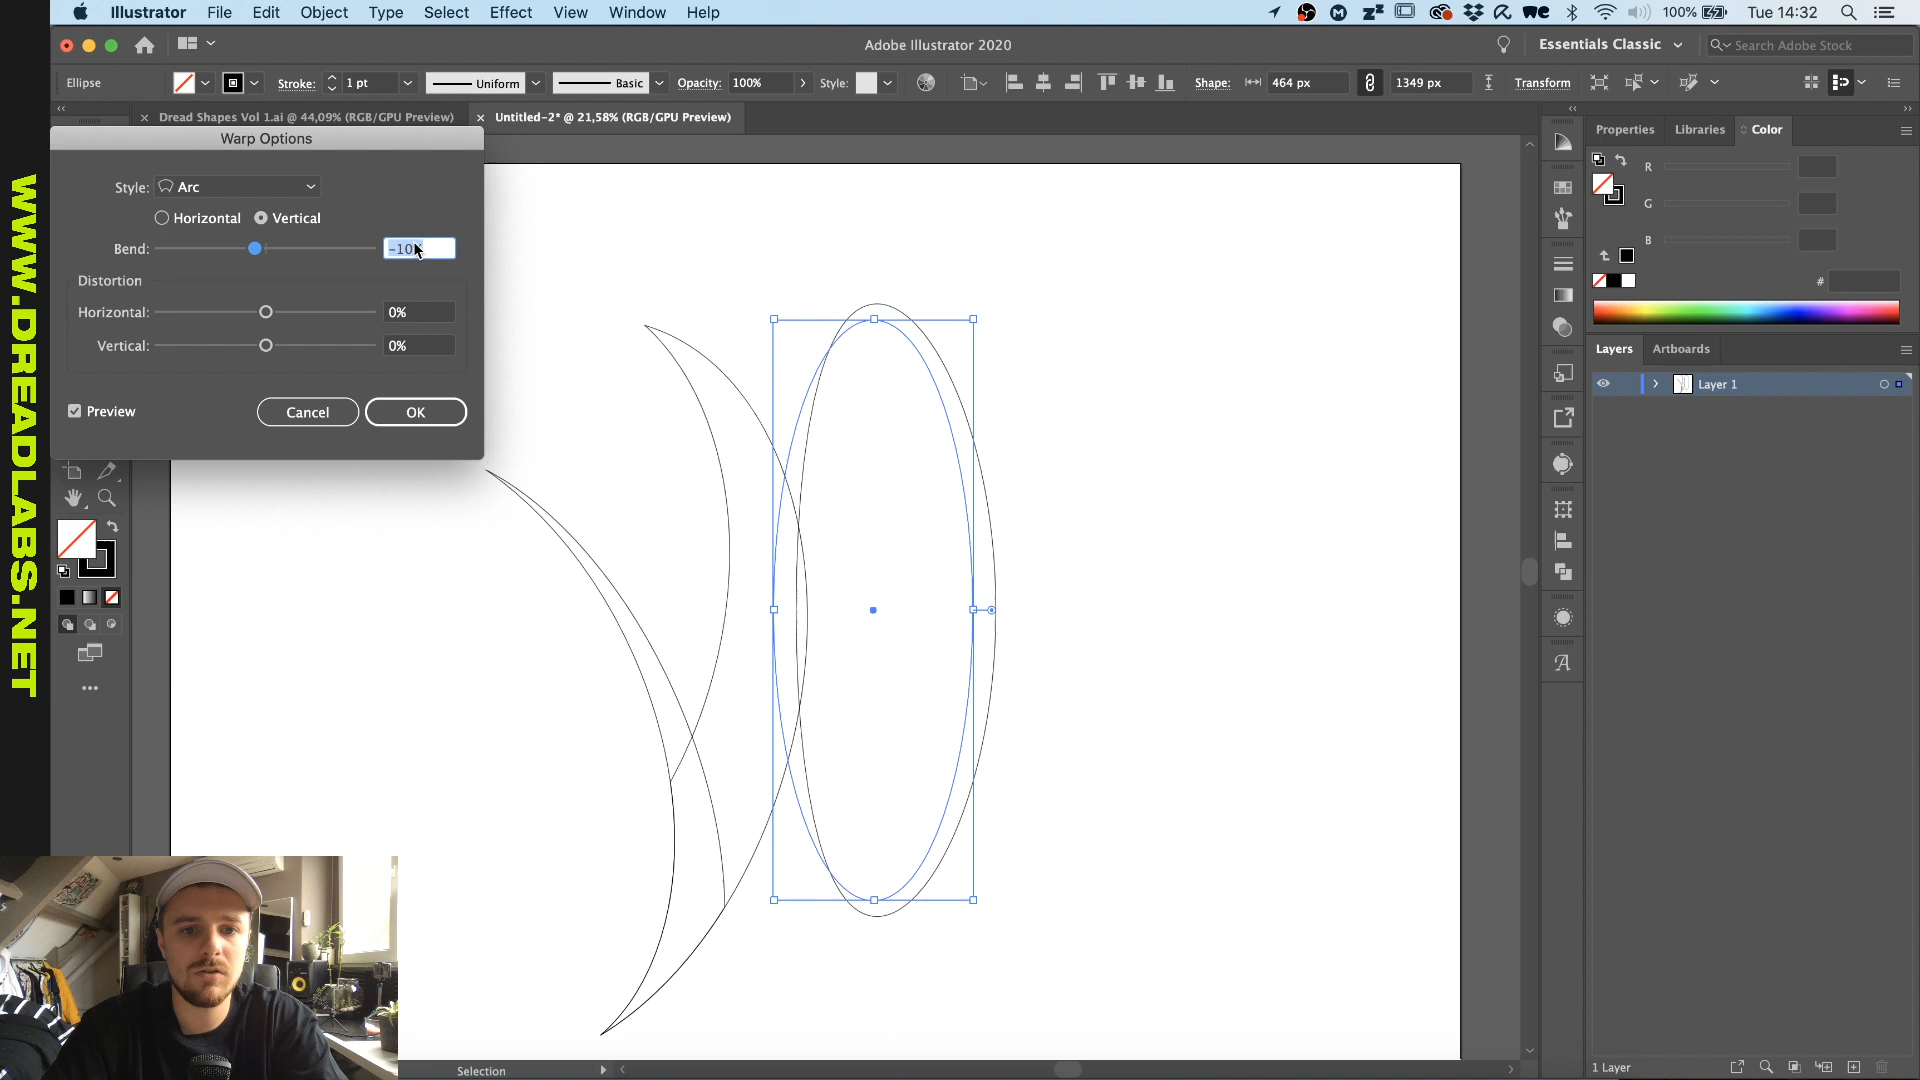 Illustrator File Edit Object Type Select Effect View Window Help 100% Tue 14:32
Adobe Illustrator 2020 Essentials Classic Search Adobe Stock
Ellipse Stroke: 1 pt Uniform Basic Opacity: 100% Style: Shape: 464 px 1349 px Transform
Dread Shapes Vol 1.ai @ 44,09% (RGB/GPU Preview) Untitled-2* @ 21,58% (RGB/GPU Preview)
Warp Options
Style: Arc
Horizontal Vertical
Bend: -10
Distortion
Horizontal: 0%
Vertical: 0%
Preview Cancel OK
WWW.DREADLABS.NET
Properties Libraries Color
R
G
B
#
Layers Artboards
Layer 1
1 Layer
Selection